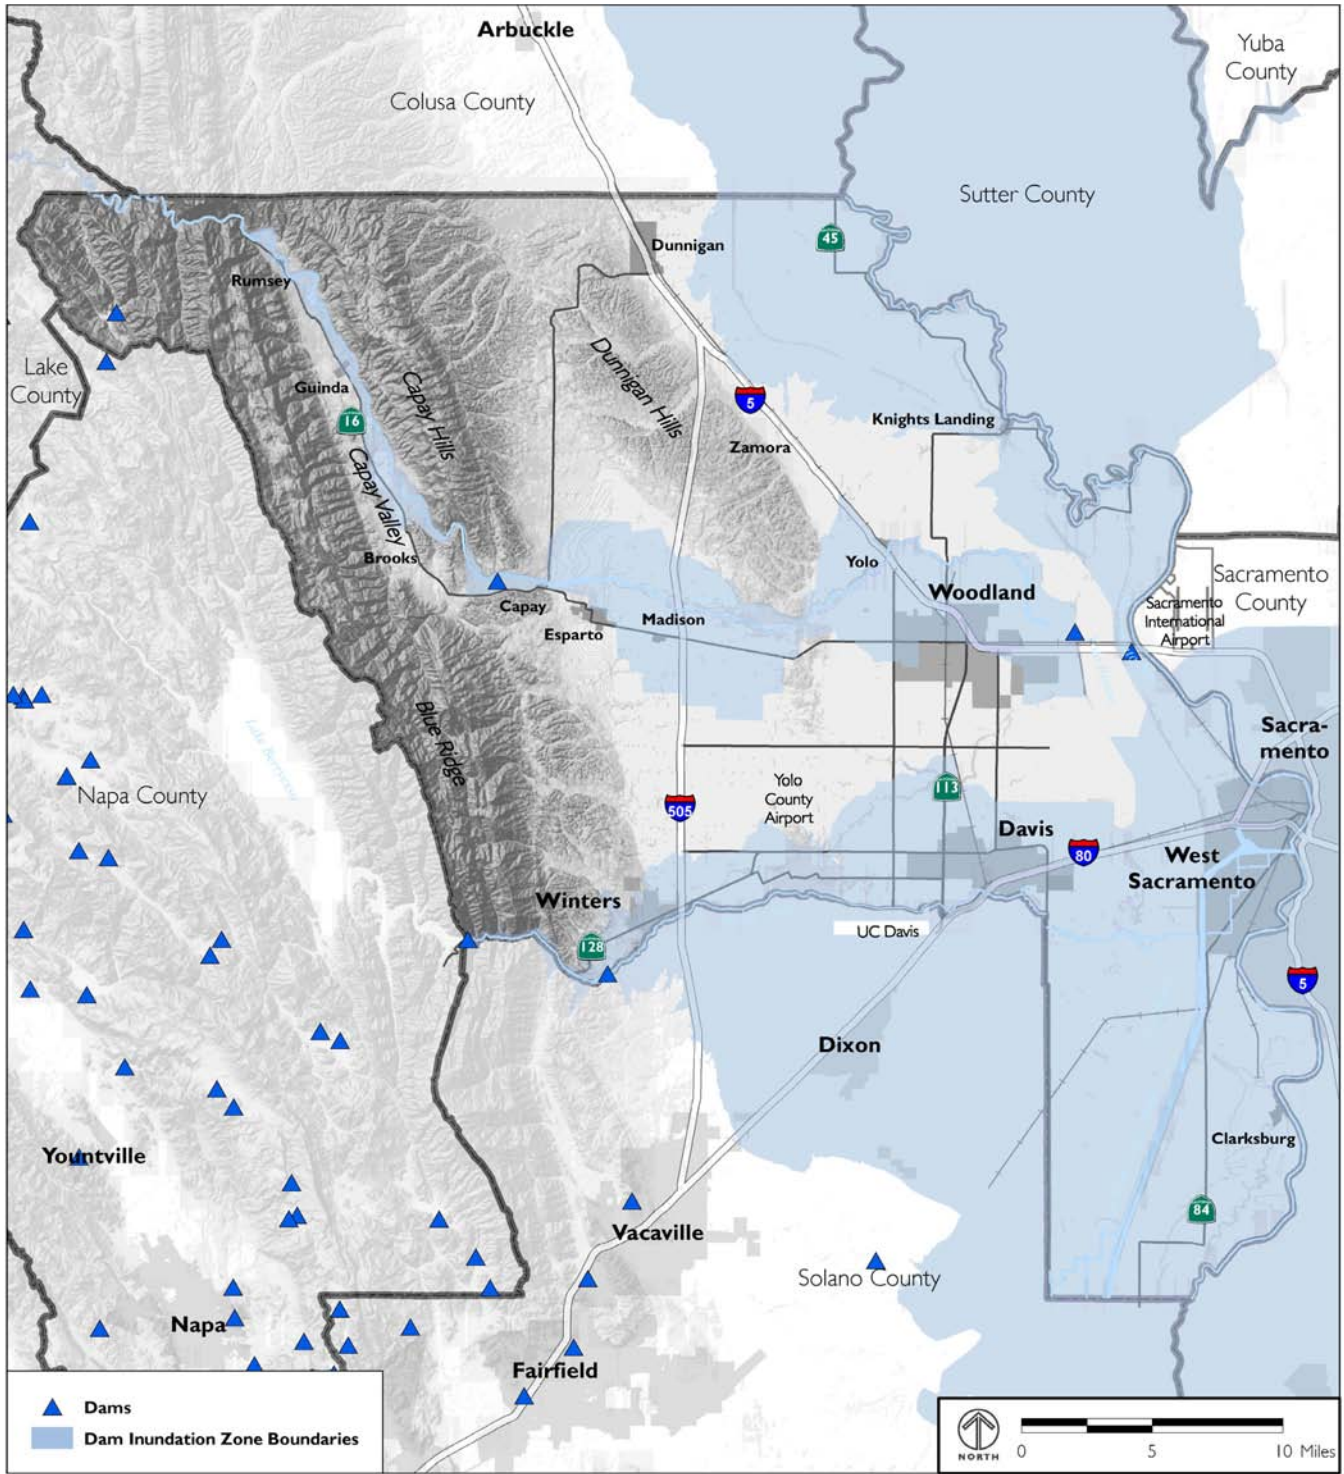 Arbuckle
Yuba
County
Colusa County
Sutter County
45
Dunnigan
Rumsey
Lake
County
Dunnigan Hills
Capay Hills
Guinda
5
16
Knights Landing
Zamora
Capay Valley
Brooks
Yolo
Woodland
Sacramento
County
Capay
Sacramento
International
Airport
Madison
Esparto
Blue Ridge
Lake Berryessa
Sacra-
mento
Napa County
Yolo
County
Airport
113
505
Davis
80
West
Sacramento
Winters
UC Davis
128
5
Dixon
Clarksburg
Yountville
84
Vacaville
Solano County
Napa
Fairfield
Dams
Dam Inundation Zone Boundaries
NORTH
0 5 10 Miles